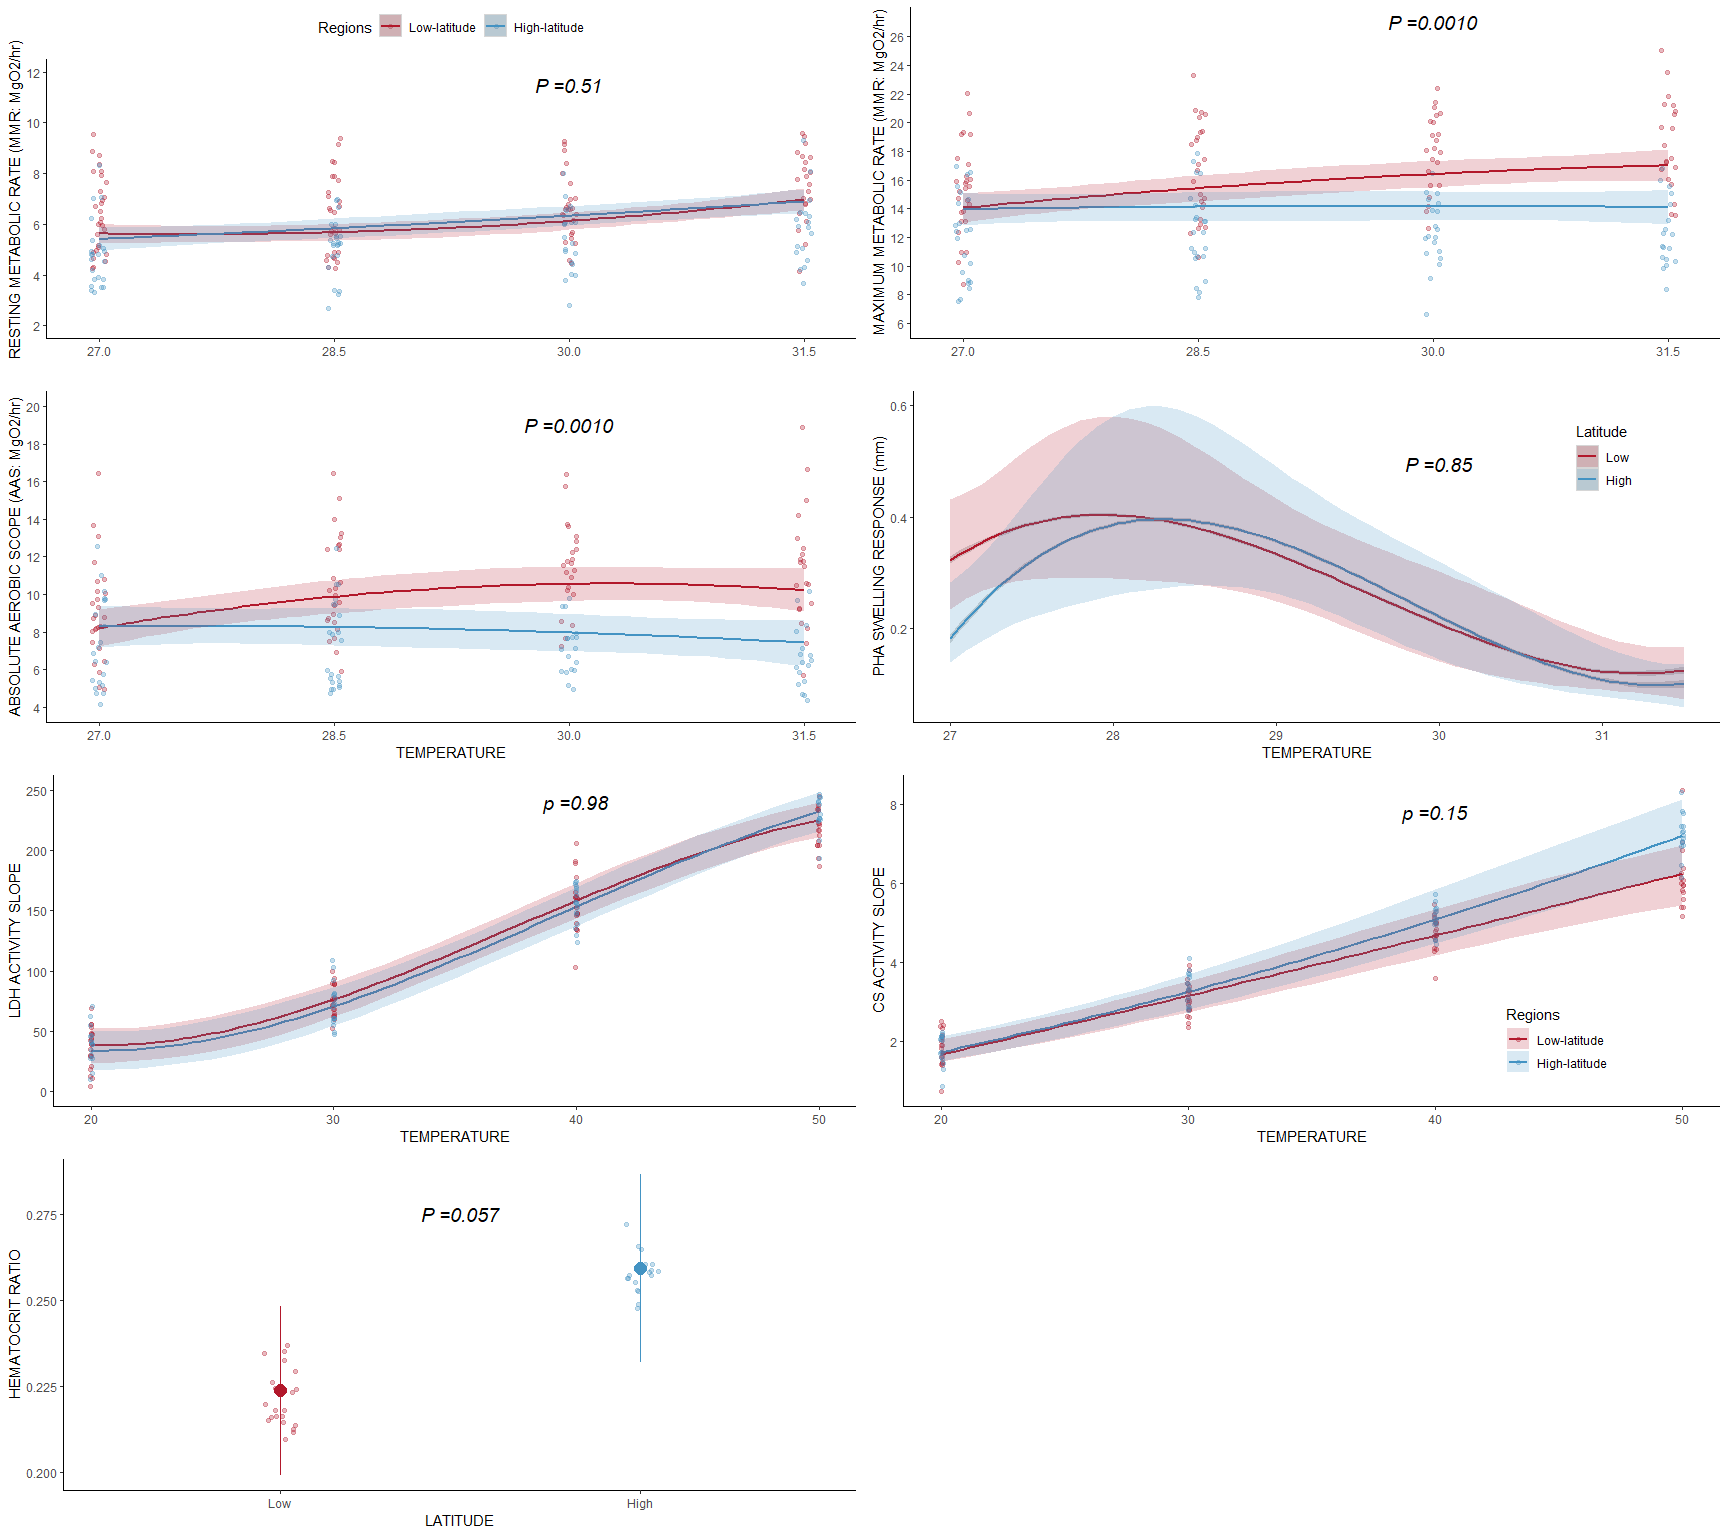 Regions Low-latitude High-latitude
RESTING METABOLIC RATE (MMR: MgO2/hr)
P =0.51
12
10
8
6
4
2
27.0 28.5 30.0 31.5
MAXIMUM METABOLIC RATE (MMR: MgO2/hr)
P =0.0010
26
24
22
20
18
16
14
12
10
8
6
27.0 28.5 30.0 31.5
ABSOLUTE AEROBIC SCOPE (AAS: MgO2/hr)
P =0.0010
20
18
16
14
12
10
8
6
4
27.0 28.5 30.0 31.5
TEMPERATURE
PHA SWELLING RESPONSE (mm)
P =0.85
Latitude
Low
High
0.6
0.4
0.2
27 28 29 30 31
TEMPERATURE
LDH ACTIVITY SLOPE
p =0.98
250
200
150
100
50
0
20 30 40 50
TEMPERATURE
CS ACTIVITY SLOPE
p =0.15
8
6
4
2
Regions
Low-latitude
High-latitude
20 30 40 50
TEMPERATURE
HEMATOCRIT RATIO
P =0.057
0.275
0.250
0.225
0.200
Low High
LATITUDE